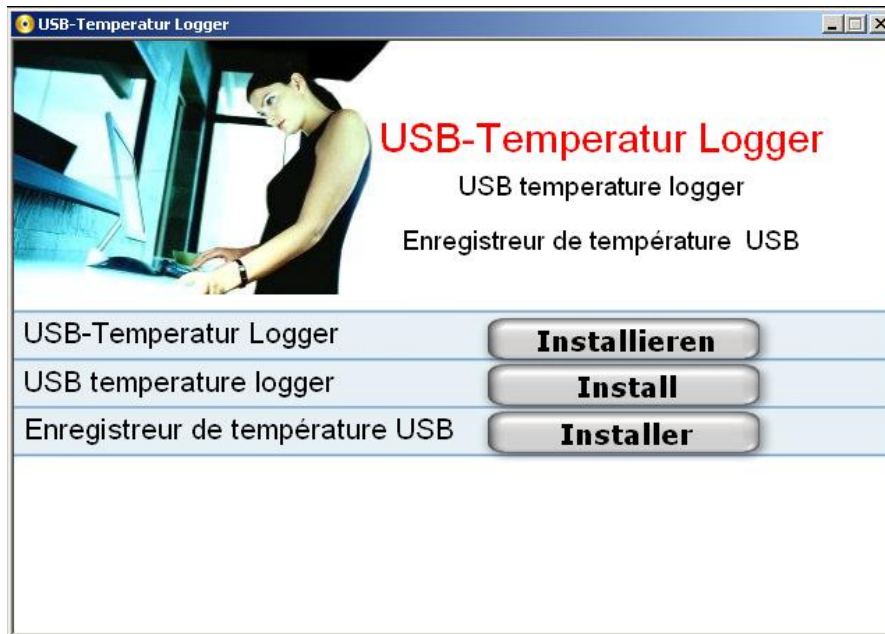 USB-Temperatur Logger
USB-Temperatur Logger
USB temperature logger
Enregistreur de température USB
USB-Temperatur Logger Installieren
USB temperature logger Install
Enregistreur de température USB Installer